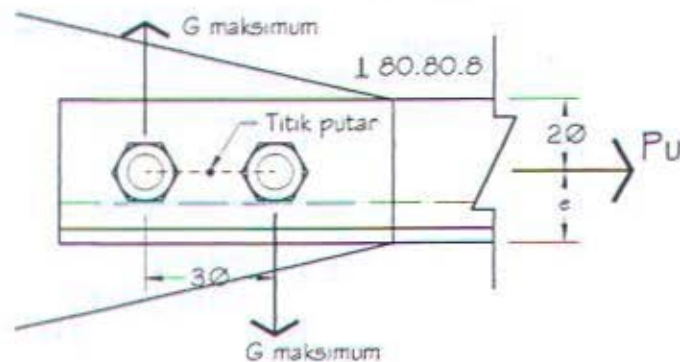 G maksimum
⅃L 80.80.8
Titik putar
2Ø
Pu
e
3Ø
G maksimum